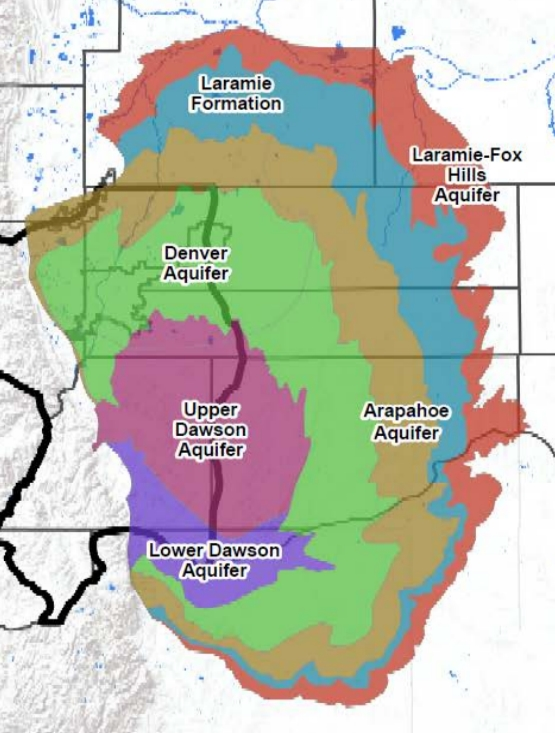 Laramie
Formation
Laramie-Fox
Hills
Aquifer
Denver
Aquifer
Upper
Dawson
Aquifer
Arapahoe
Aquifer
Lower Dawson
Aquifer